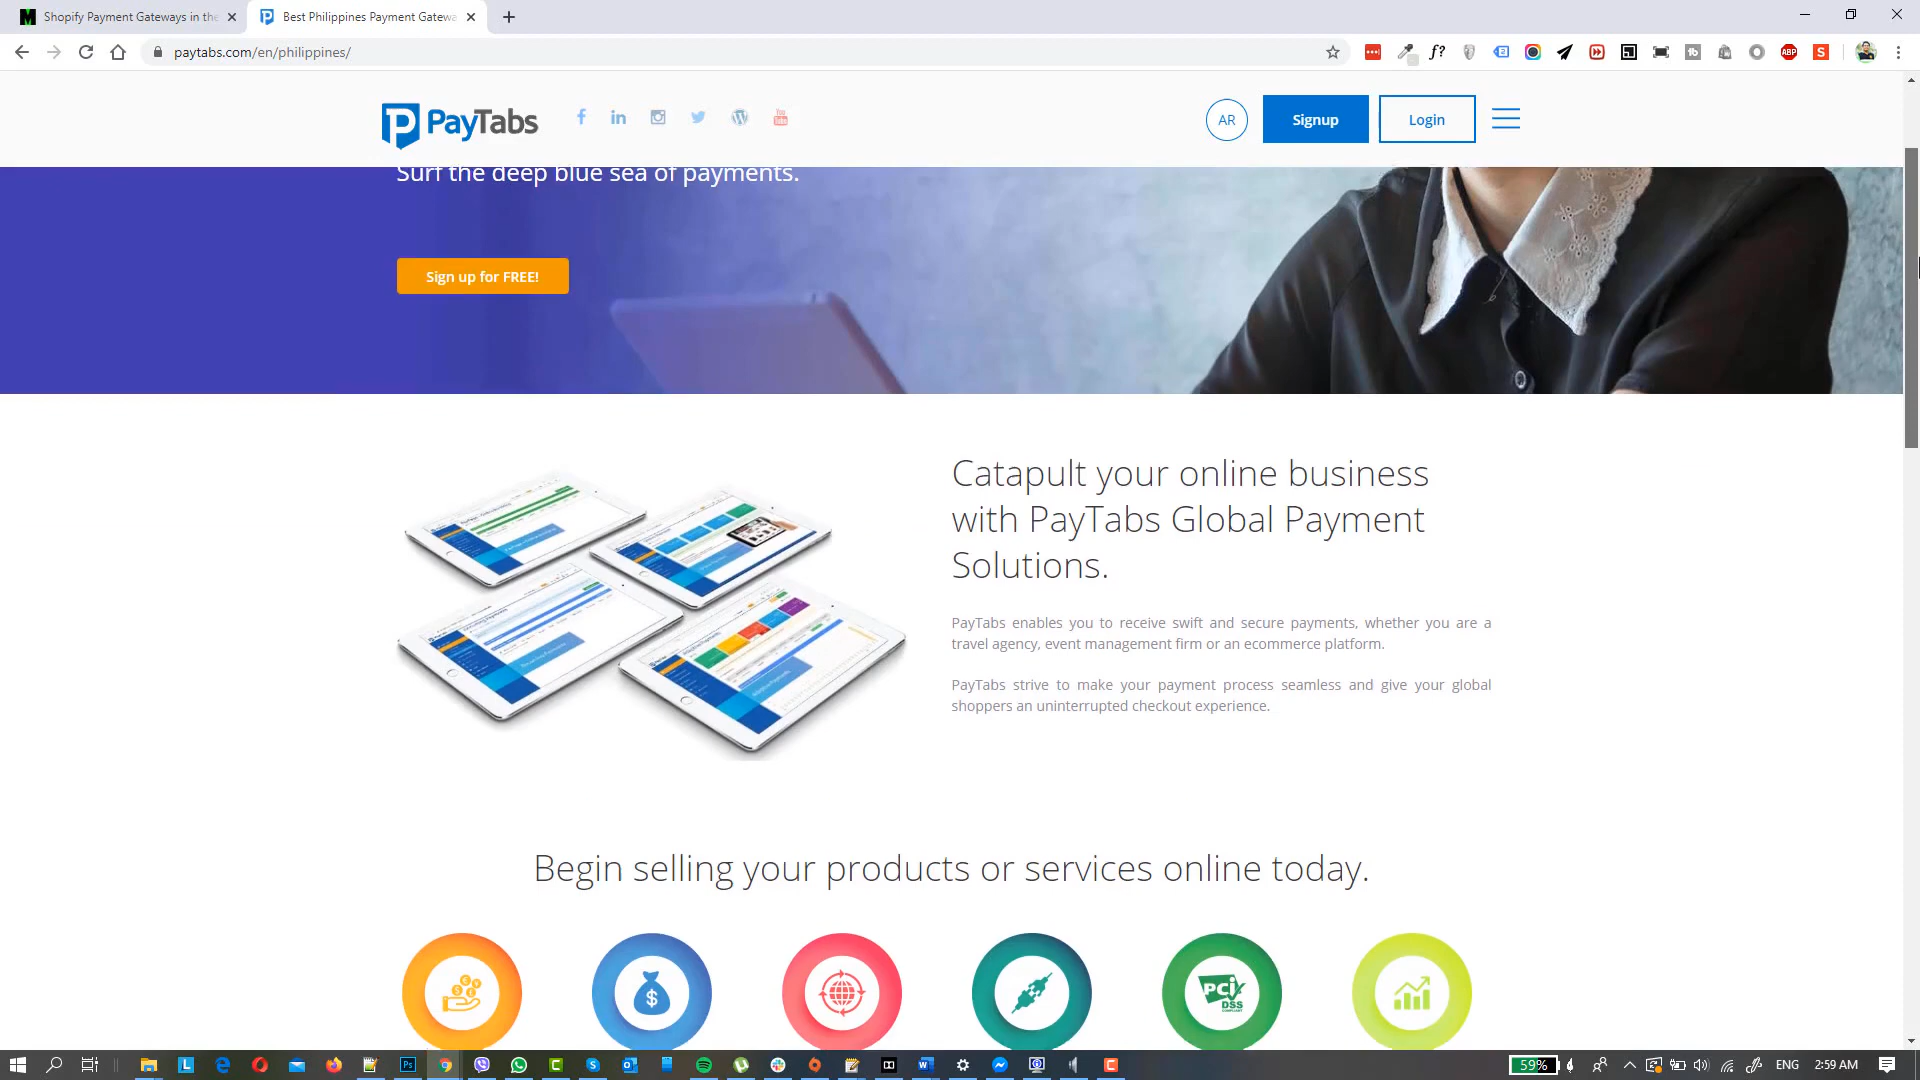 Shopify Payment Gateways in the
Best Philippines Payment Gatewa
paytabs.com/en/philippines/
PayTabs
AR
Signup
Login
Surf the deep blue sea of payments.
Sign up for FREE!
Catapult your online business
with PayTabs Global Payment
Solutions.
PayTabs enables you to receive swift and secure payments, whether you are a
travel agency, event management firm or an ecommerce platform.
PayTabs strive to make your payment process seamless and give your global
shoppers an uninterrupted checkout experience.
Begin selling your products or services online today.
PCI
DSS
COMPLIANT
59%
ENG
2:59 AM